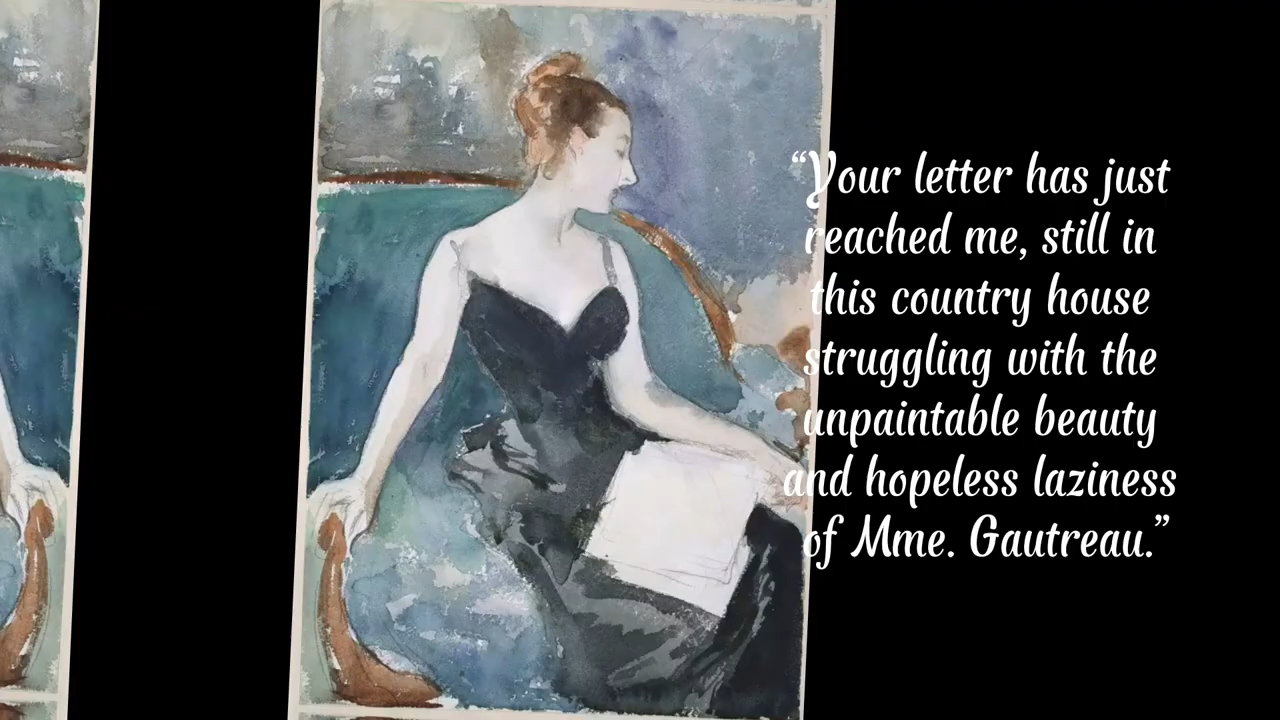 “Your letter has just
reached me, still in
this country house
struggling with the
unpaintable beauty
and hopeless laziness
of Mme. Gautreau.”